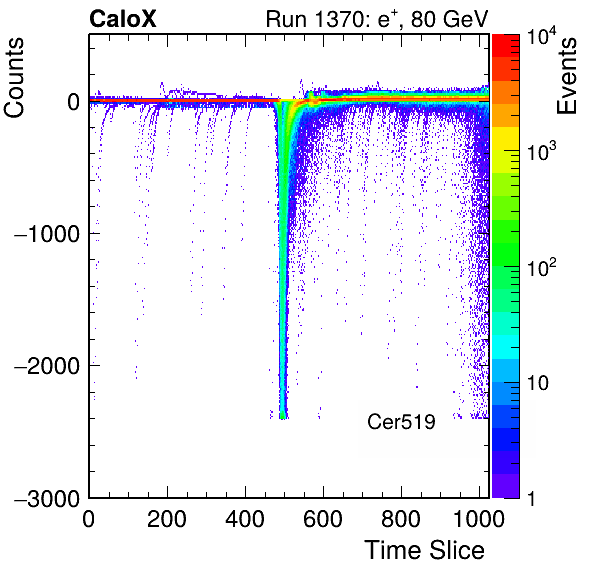 CaloX Run 1370: e⁺, 80 GeV
Counts
Events
0
−1000
−2000
−3000
10⁴
10³
10²
10
1
Cer519
0 200 400 600 800 1000
Time Slice